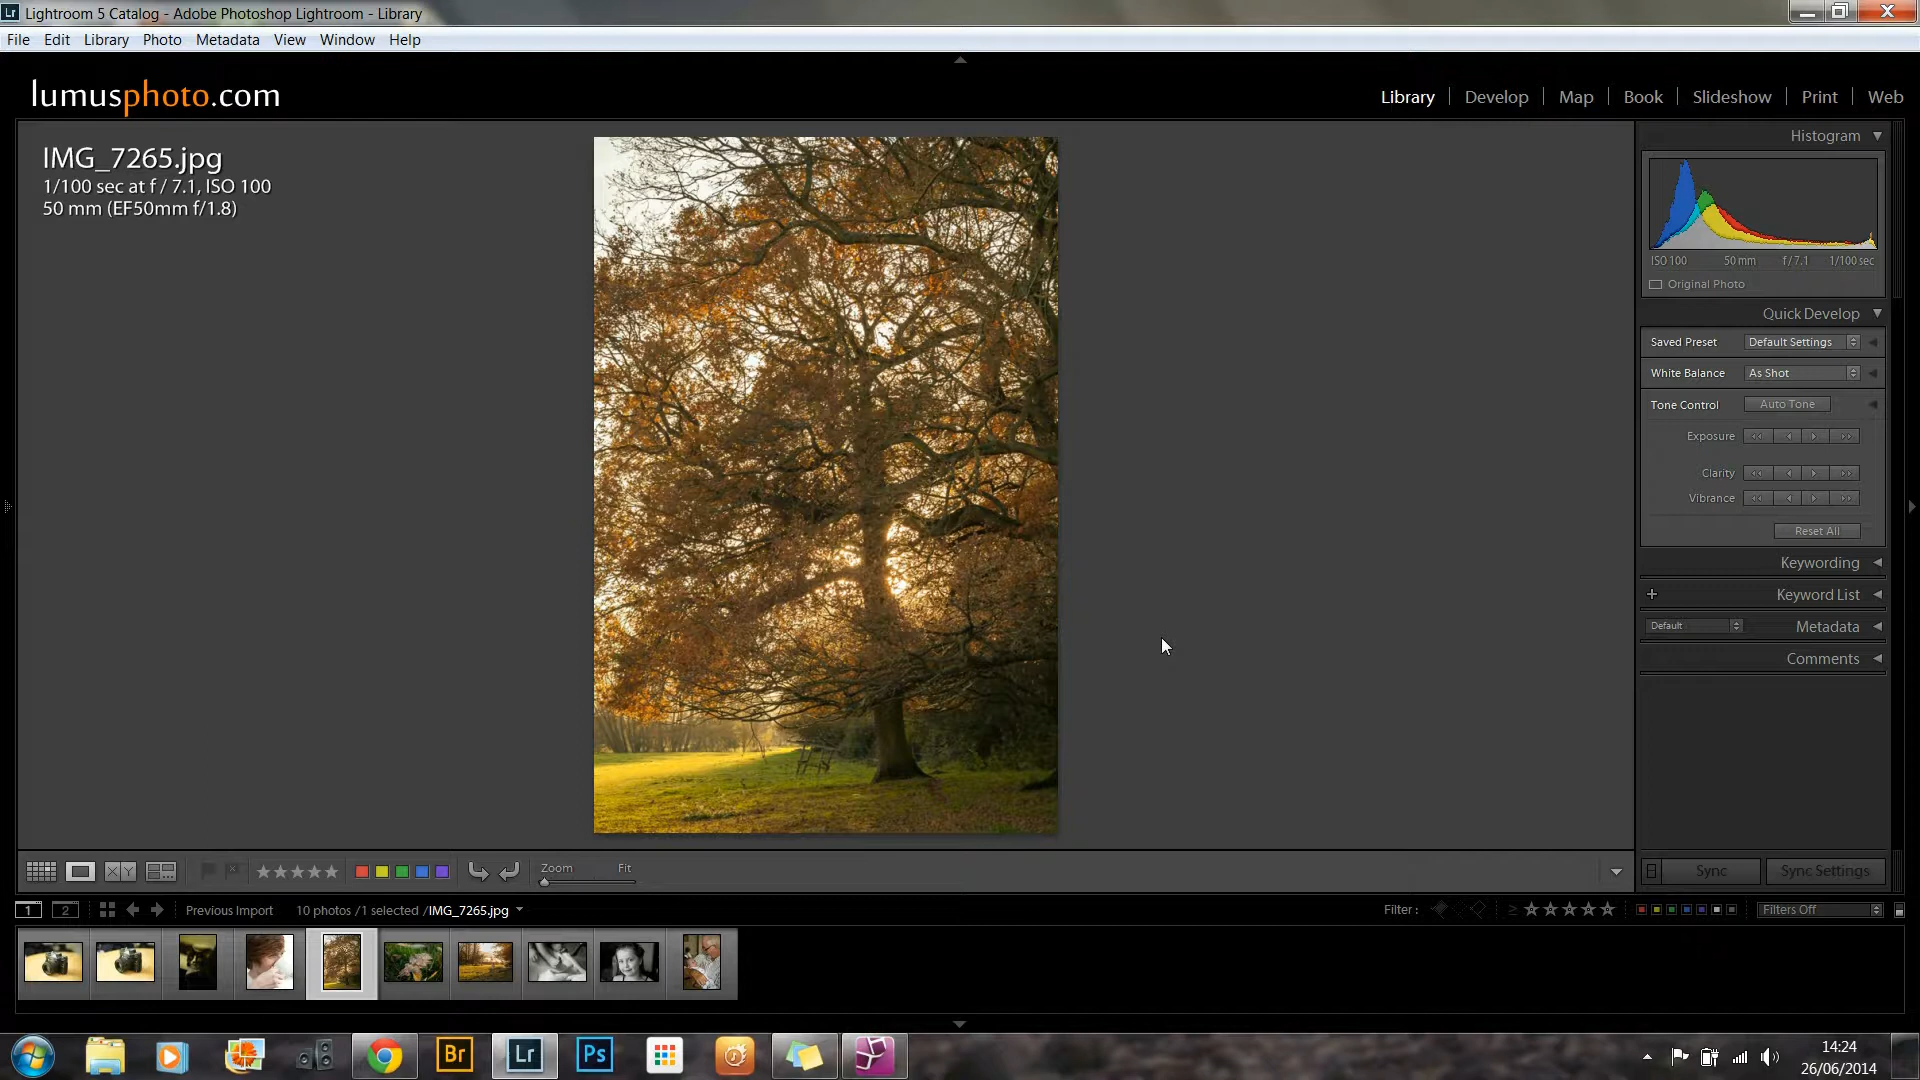 Lr Lightroom 5 Catalog - Adobe Photoshop Lightroom - Library
File Edit Library Photo Metadata View Window Help
lumusphoto.com
Library | Develop | Map | Book | Slideshow | Print | Web
IMG_7265.jpg
1/100 sec at f / 7.1, ISO 100
50 mm (EF50mm f/1.8)
Histogram
ISO 100 50 mm f / 7.1 1/100 sec
Original Photo
Quick Develop
Saved Preset Default Settings
White Balance As Shot
Tone Control Auto Tone
Exposure
Clarity
Vibrance
Reset All
Keywording
+ Keyword List
Default Metadata
Comments
XY Zoom Fit
Sync Sync Settings
1 2 Previous Import 10 photos /1 selected /IMG_7265.jpg Filter : ≥ Filters Off
Br Lr Ps
14:24
26/06/2014